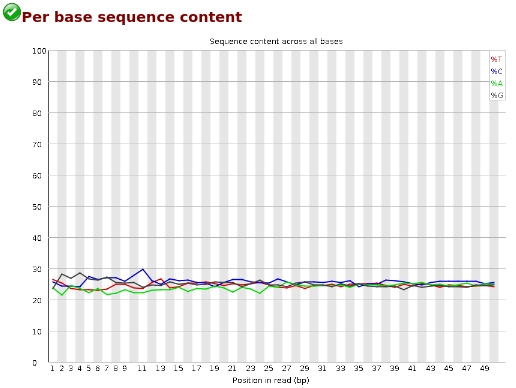 Per base sequence content
Sequence content across all bases
%T
%C
%A
%G
100
90
80
70
60
50
40
30
20
10
0
1 2 3 4 5 6 7 8 9 11 13 15 17 19 21 23 25 27 29 31 33 35 37 39 41 43 45 47 49
Position in read (bp)